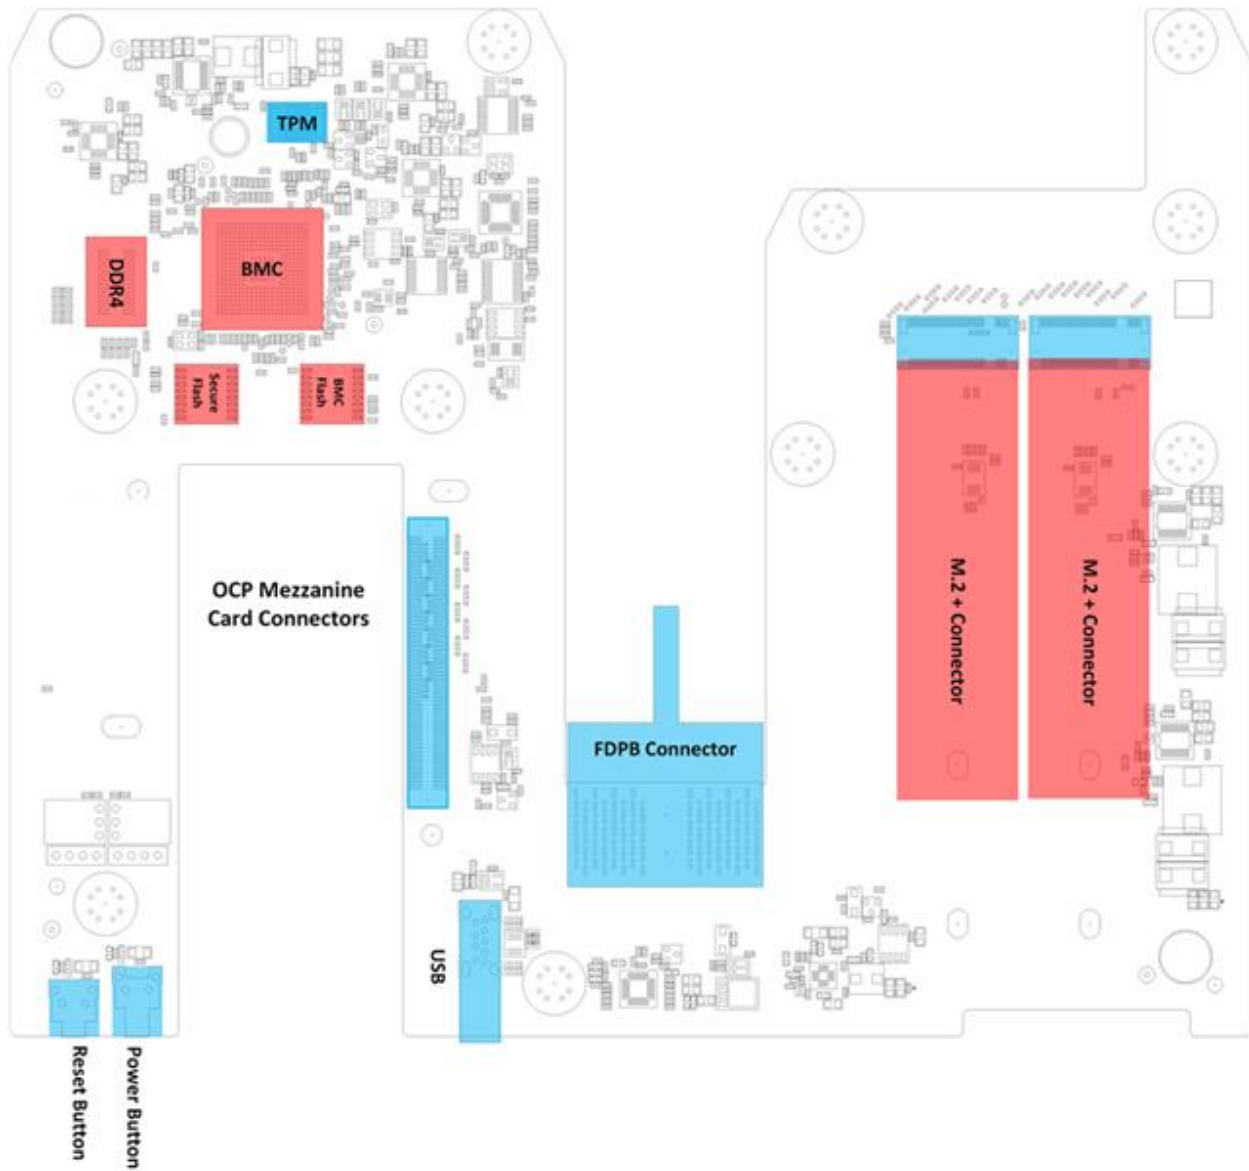 TPM
DDR4
BMC
Secure
Flash
BMC
Flash
OCP Mezzanine
Card Connectors
M.2 + Connector
M.2 + Connector
FDPB Connector
USB
Reset Button
Power Button